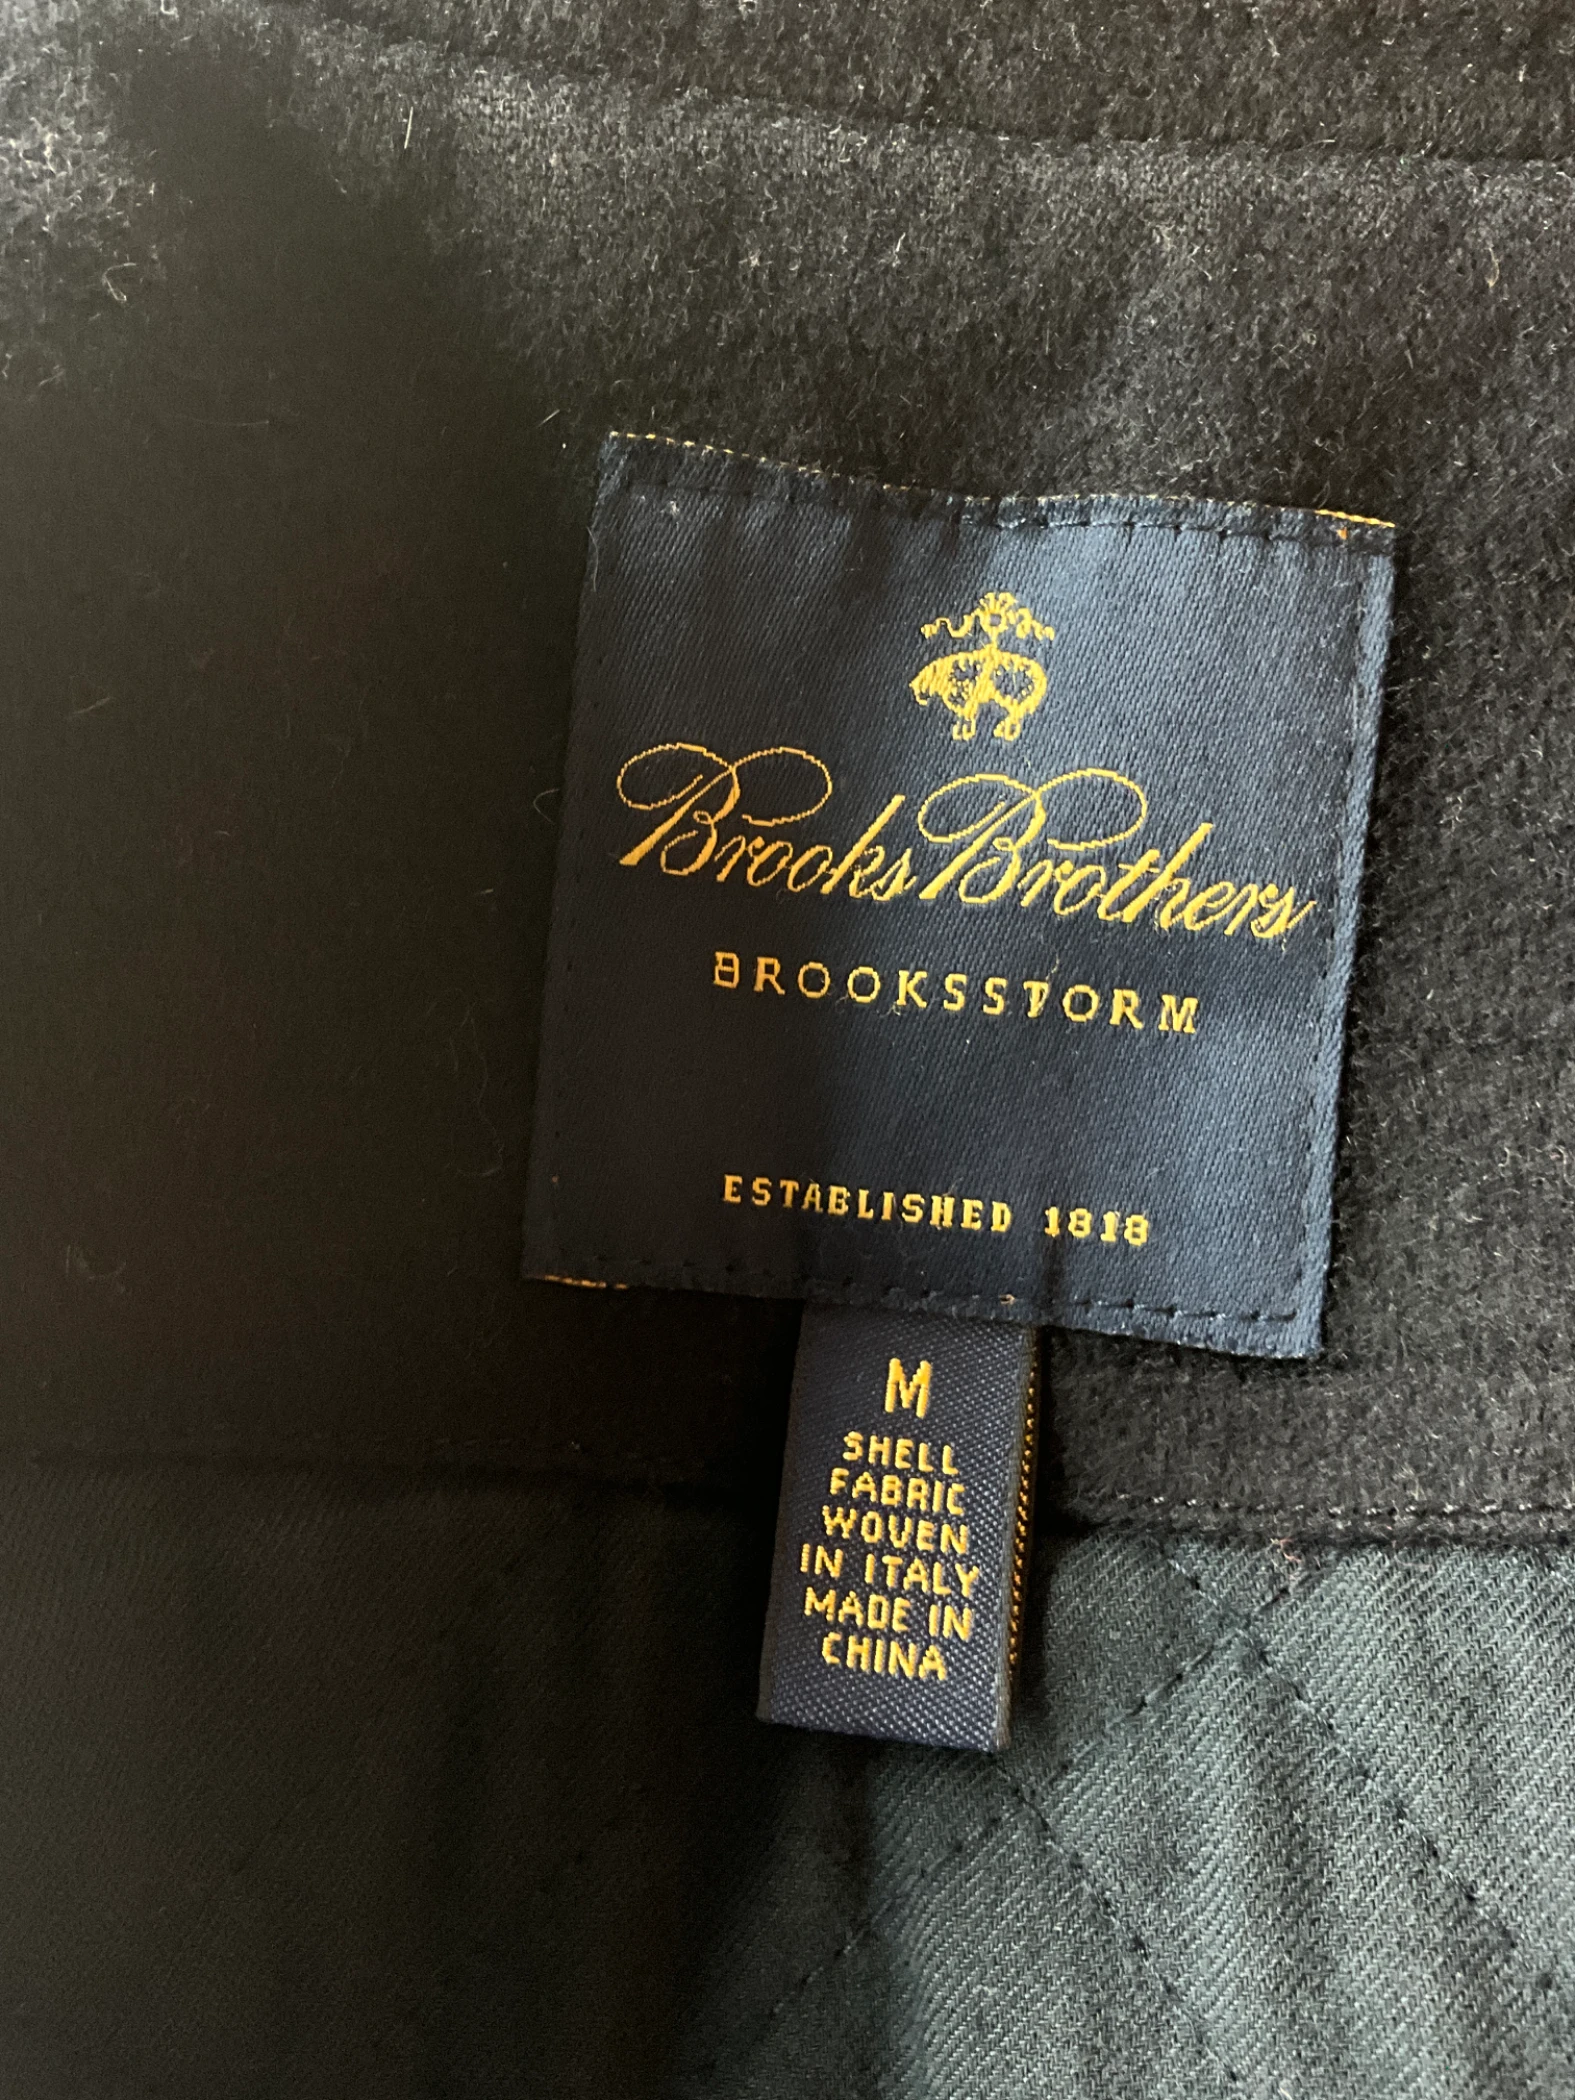 Brooks Brothers
BROOKSSTORM
ESTABLISHED 1818
M
SHELL
FABRIC
WOVEN
IN ITALY
MADE IN
CHINA